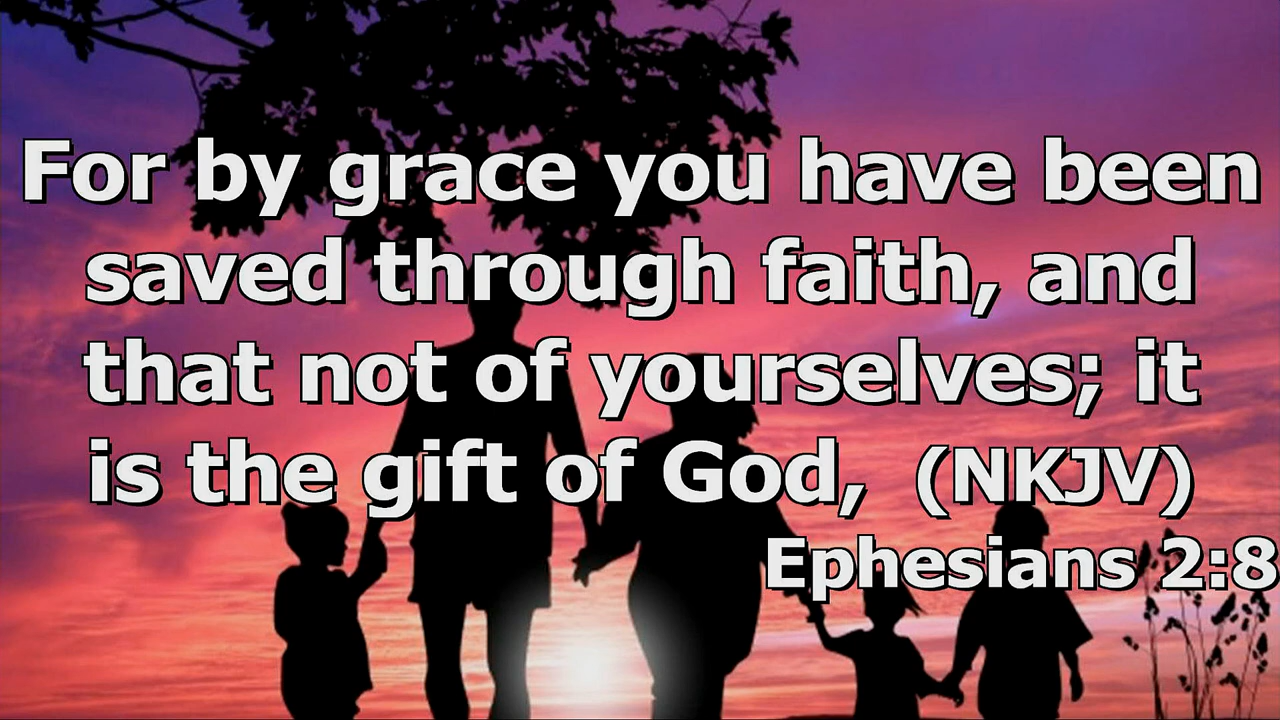 For by grace you have been
saved through faith, and
that not of yourselves; it
is the gift of God,  (NKJV)
Ephesians 2:8